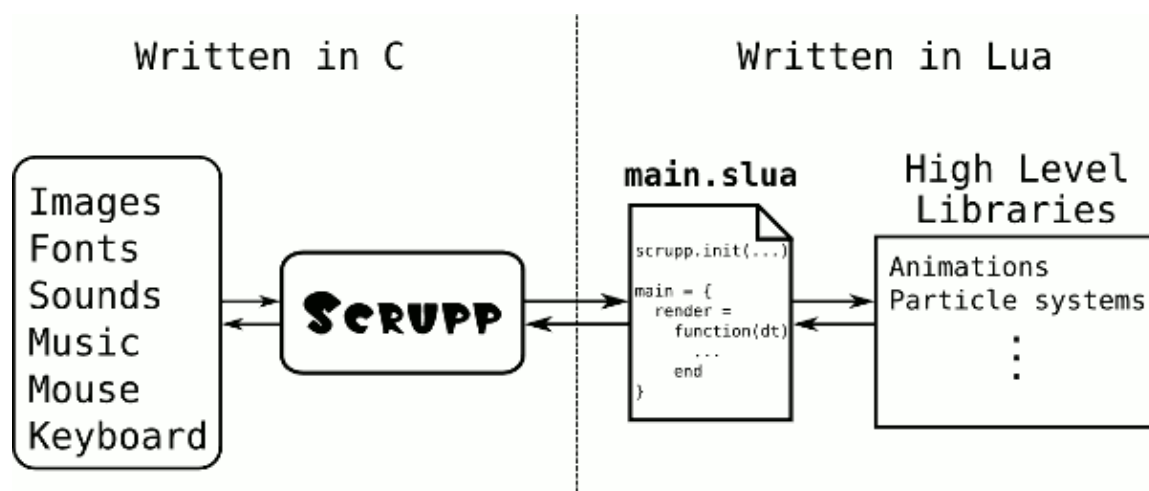 Written in C
Written in Lua
Images
Fonts
Sounds
Music
Mouse
Keyboard
SCRUPP
main.slua
scrupp.init(...)
main = {
render =
function(dt)
...
end
}
High Level
Libraries
Animations
Particle systems